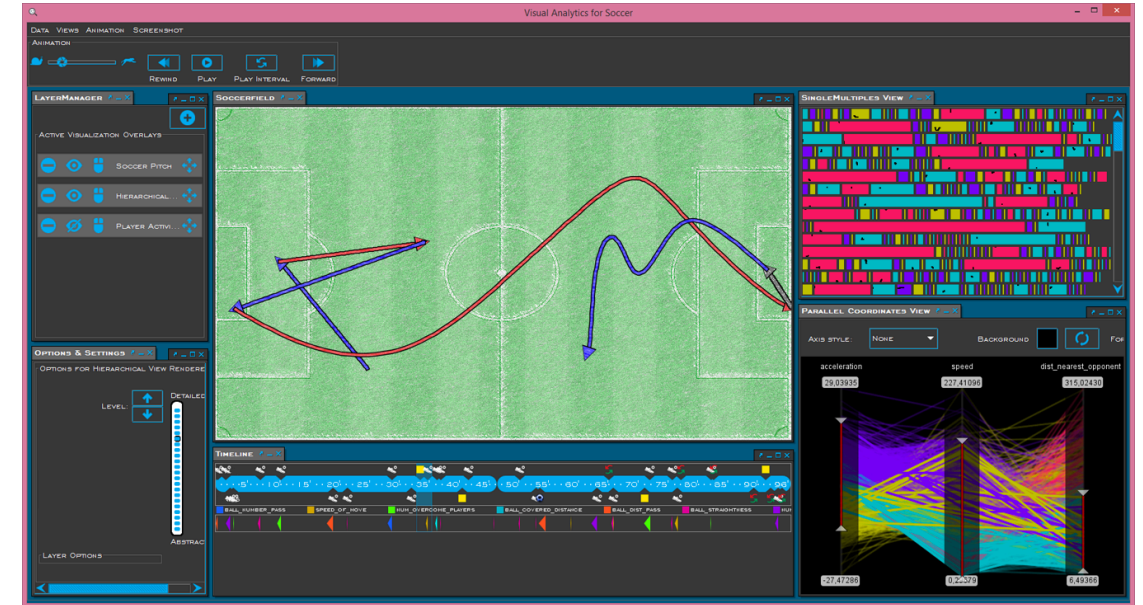 Visual Analytics for Soccer
Data Views Animation Screenshot
Animation
Rewind Play Play Interval Forward
LayerManager
Active Visualization Overlays
Soccer Pitch
Hierarchical...
Player Activi...
Options & Settings
Options for Hierarchical View Rendere
Level:
Detailed
Abstrac
Layer Options
Soccerfield
Timeline
5' 10' 15' 20' 25' 30' 35' 40' 45' 50' 55' 60' 65' 70' 75' 80' 85' 90' 96'
Ball_Number_Pass Speed_of_Move Num_Overcome_Players Ball_Covered_Distance Ball_Dist_Pass Ball_Straightness
SingleMultiples View
Parallel Coordinates View
Axis style: None Background For
acceleration speed dist_nearest_opponent
29,03935 227,41096 315,02430
-27,47286 6,49366